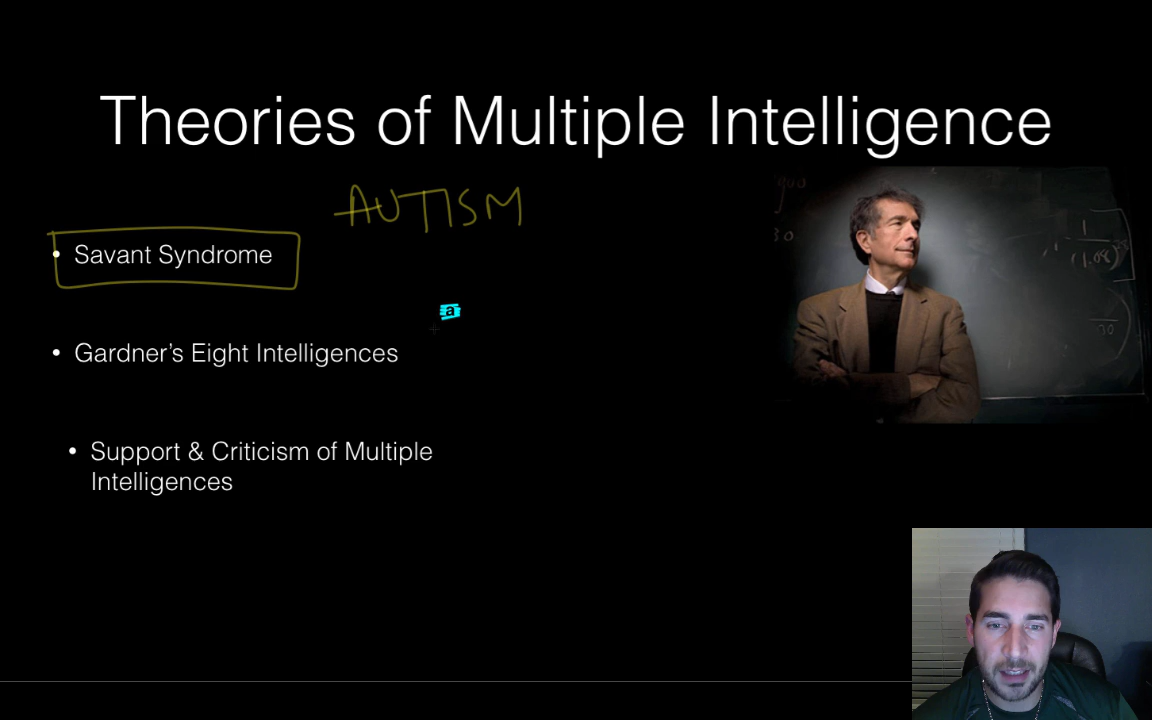 Theories of Multiple Intelligence
AUTISM
• Savant Syndrome
a
• Gardner's Eight Intelligences
• Support & Criticism of Multiple
Intelligences